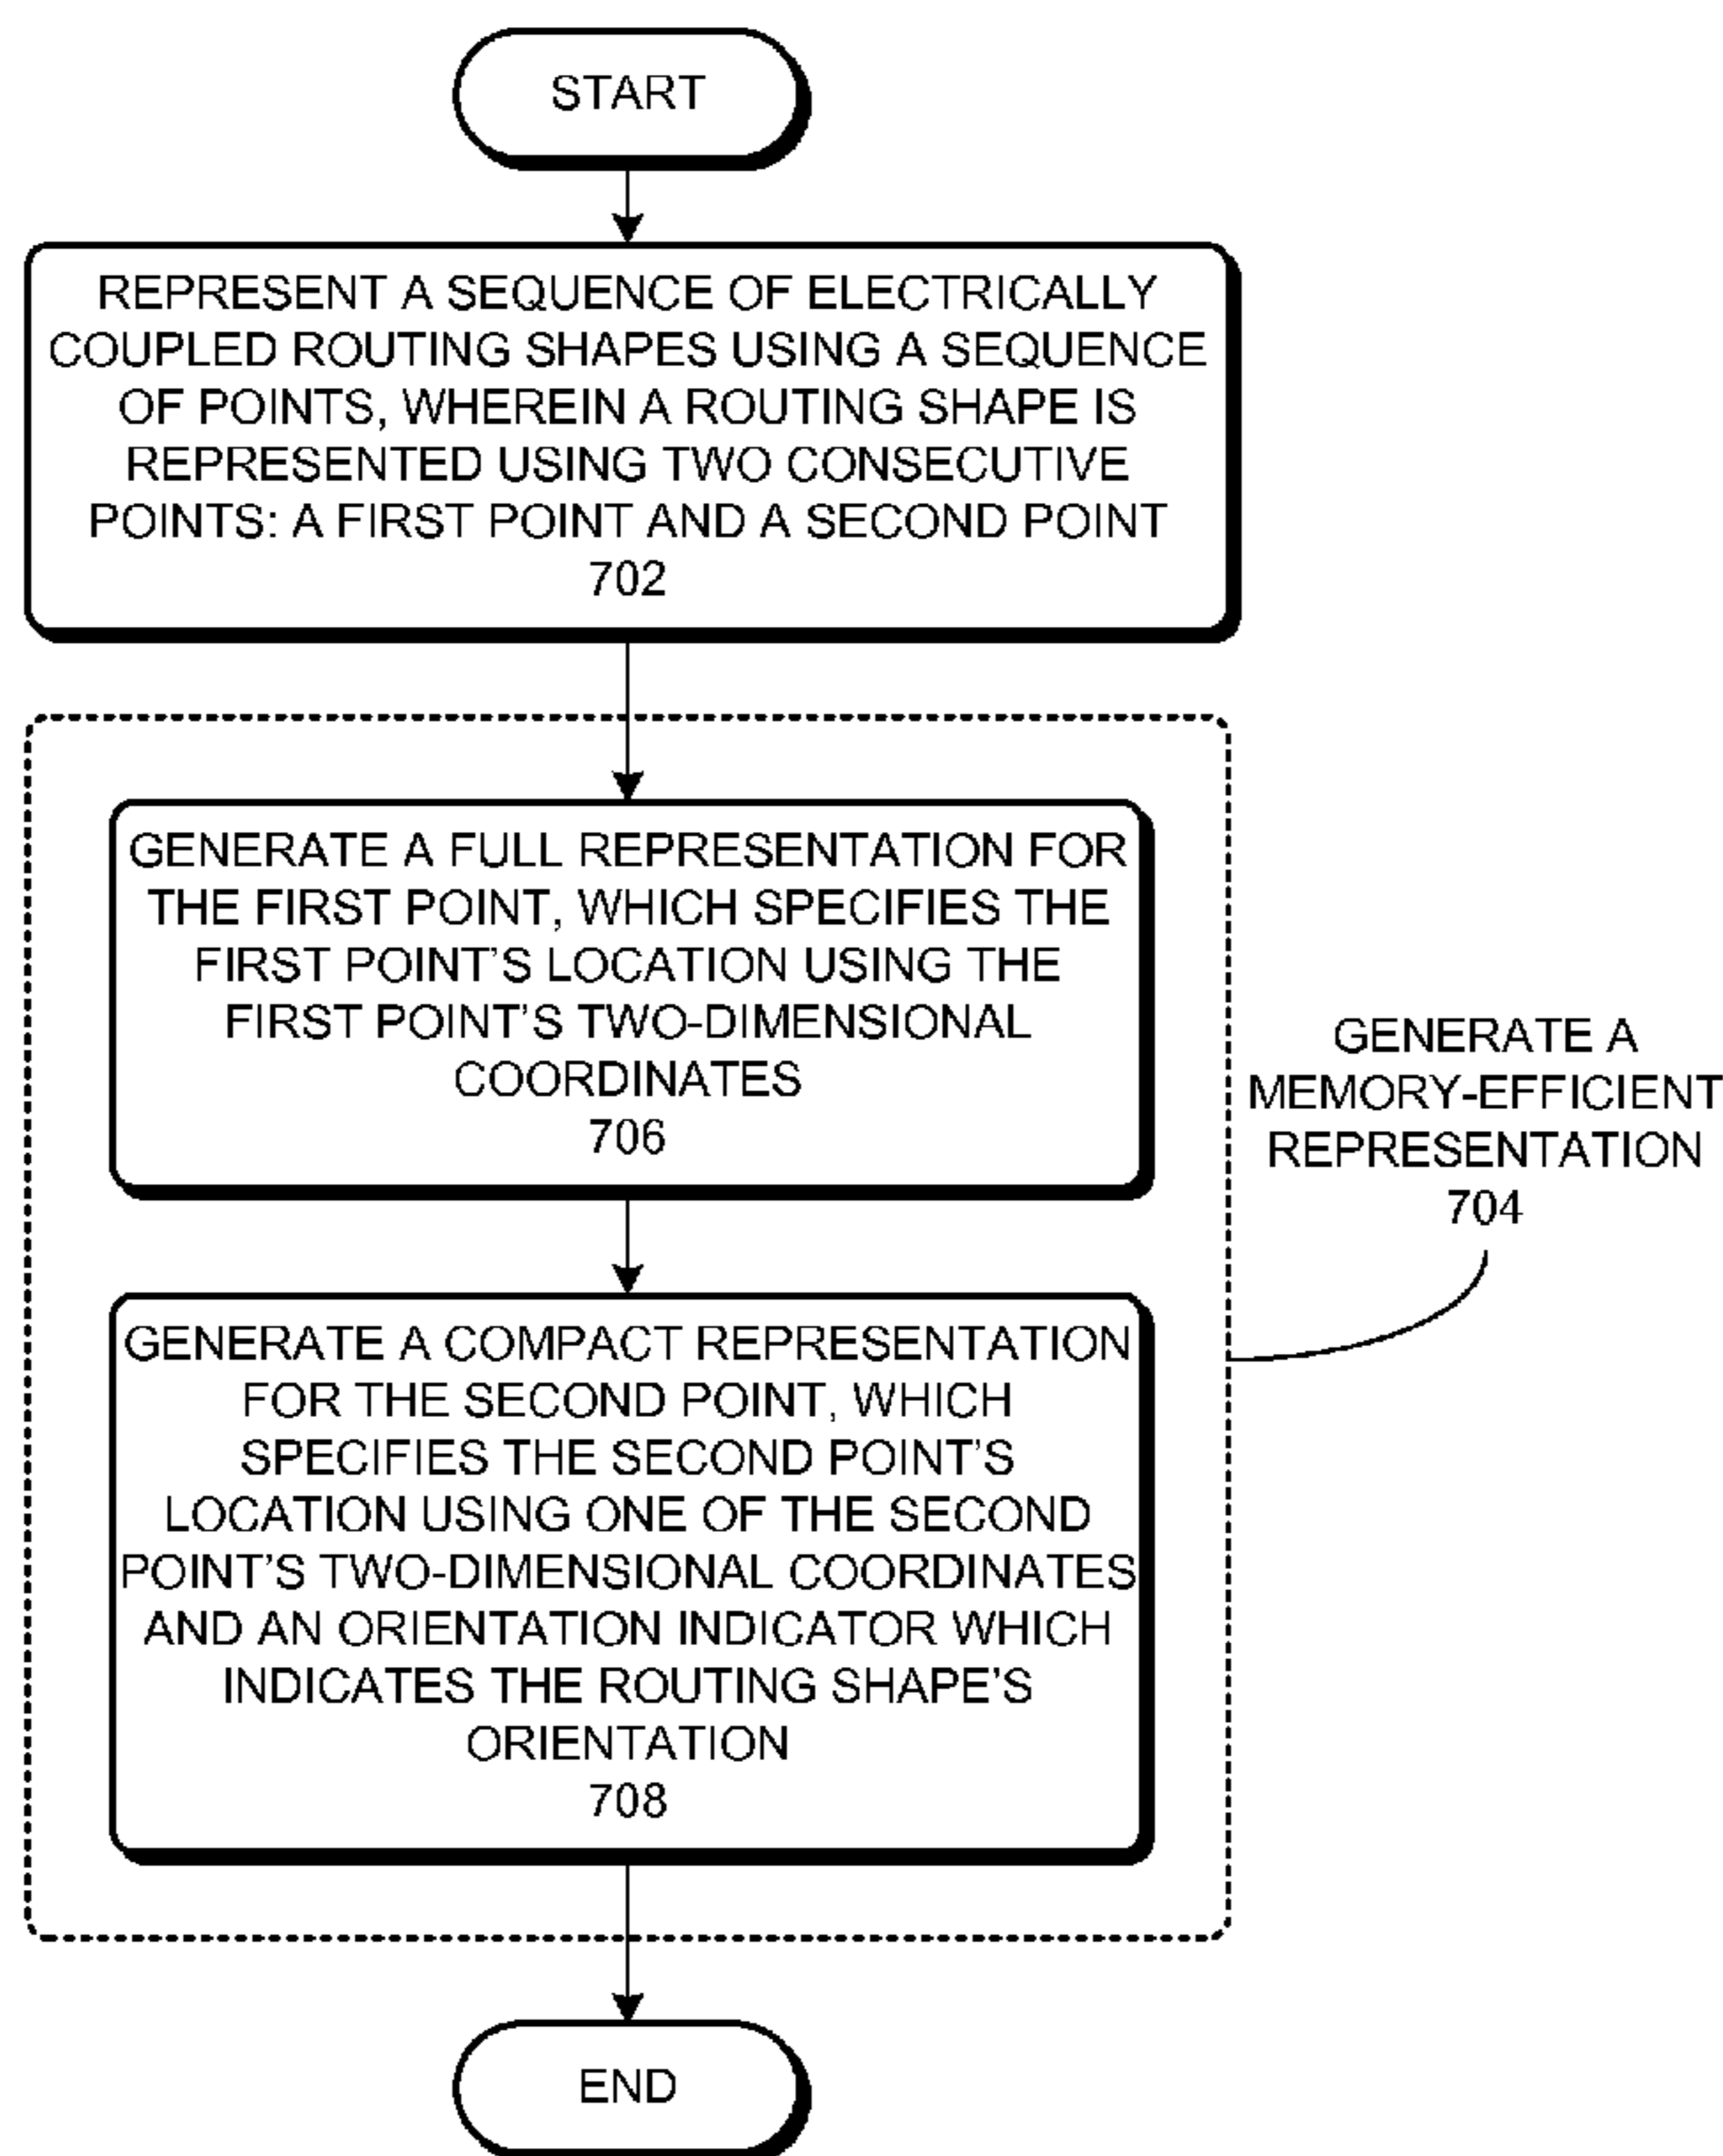 START
REPRESENT A SEQUENCE OF ELECTRICALLY
COUPLED ROUTING SHAPES USING A SEQUENCE
OF POINTS, WHEREIN A ROUTING SHAPE IS
REPRESENTED USING TWO CONSECUTIVE
POINTS: A FIRST POINT AND A SECOND POINT
702
GENERATE A FULL REPRESENTATION FOR
THE FIRST POINT, WHICH SPECIFIES THE
FIRST POINT'S LOCATION USING THE
FIRST POINT'S TWO-DIMENSIONAL
COORDINATES
706
GENERATE A
MEMORY-EFFICIENT
REPRESENTATION
704
GENERATE A COMPACT REPRESENTATION
FOR THE SECOND POINT, WHICH
SPECIFIES THE SECOND POINT'S
LOCATION USING ONE OF THE SECOND
POINT'S TWO-DIMENSIONAL COORDINATES
AND AN ORIENTATION INDICATOR WHICH
INDICATES THE ROUTING SHAPE'S
ORIENTATION
708
END